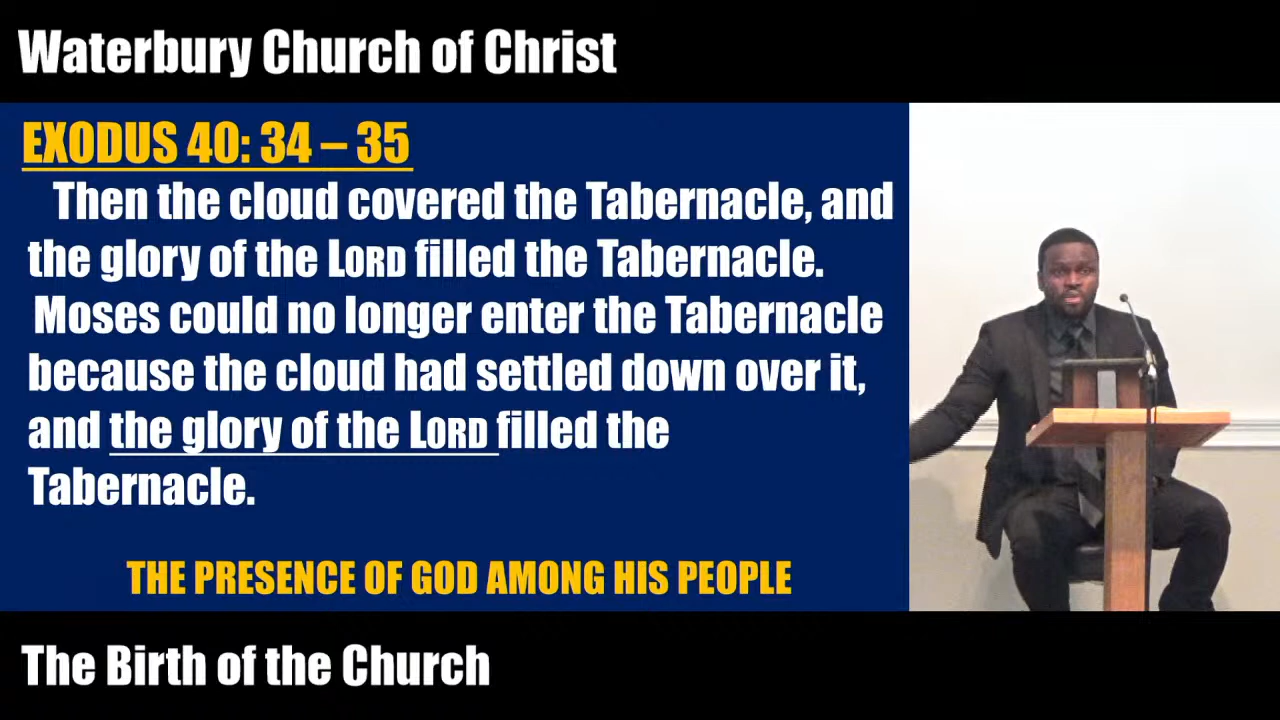 Waterbury Church of Christ
EXODUS 40: 34 – 35
Then the cloud covered the Tabernacle, and
the glory of the LORD filled the Tabernacle.
Moses could no longer enter the Tabernacle
because the cloud had settled down over it,
and the glory of the LORD filled the
Tabernacle.
THE PRESENCE OF GOD AMONG HIS PEOPLE
The Birth of the Church